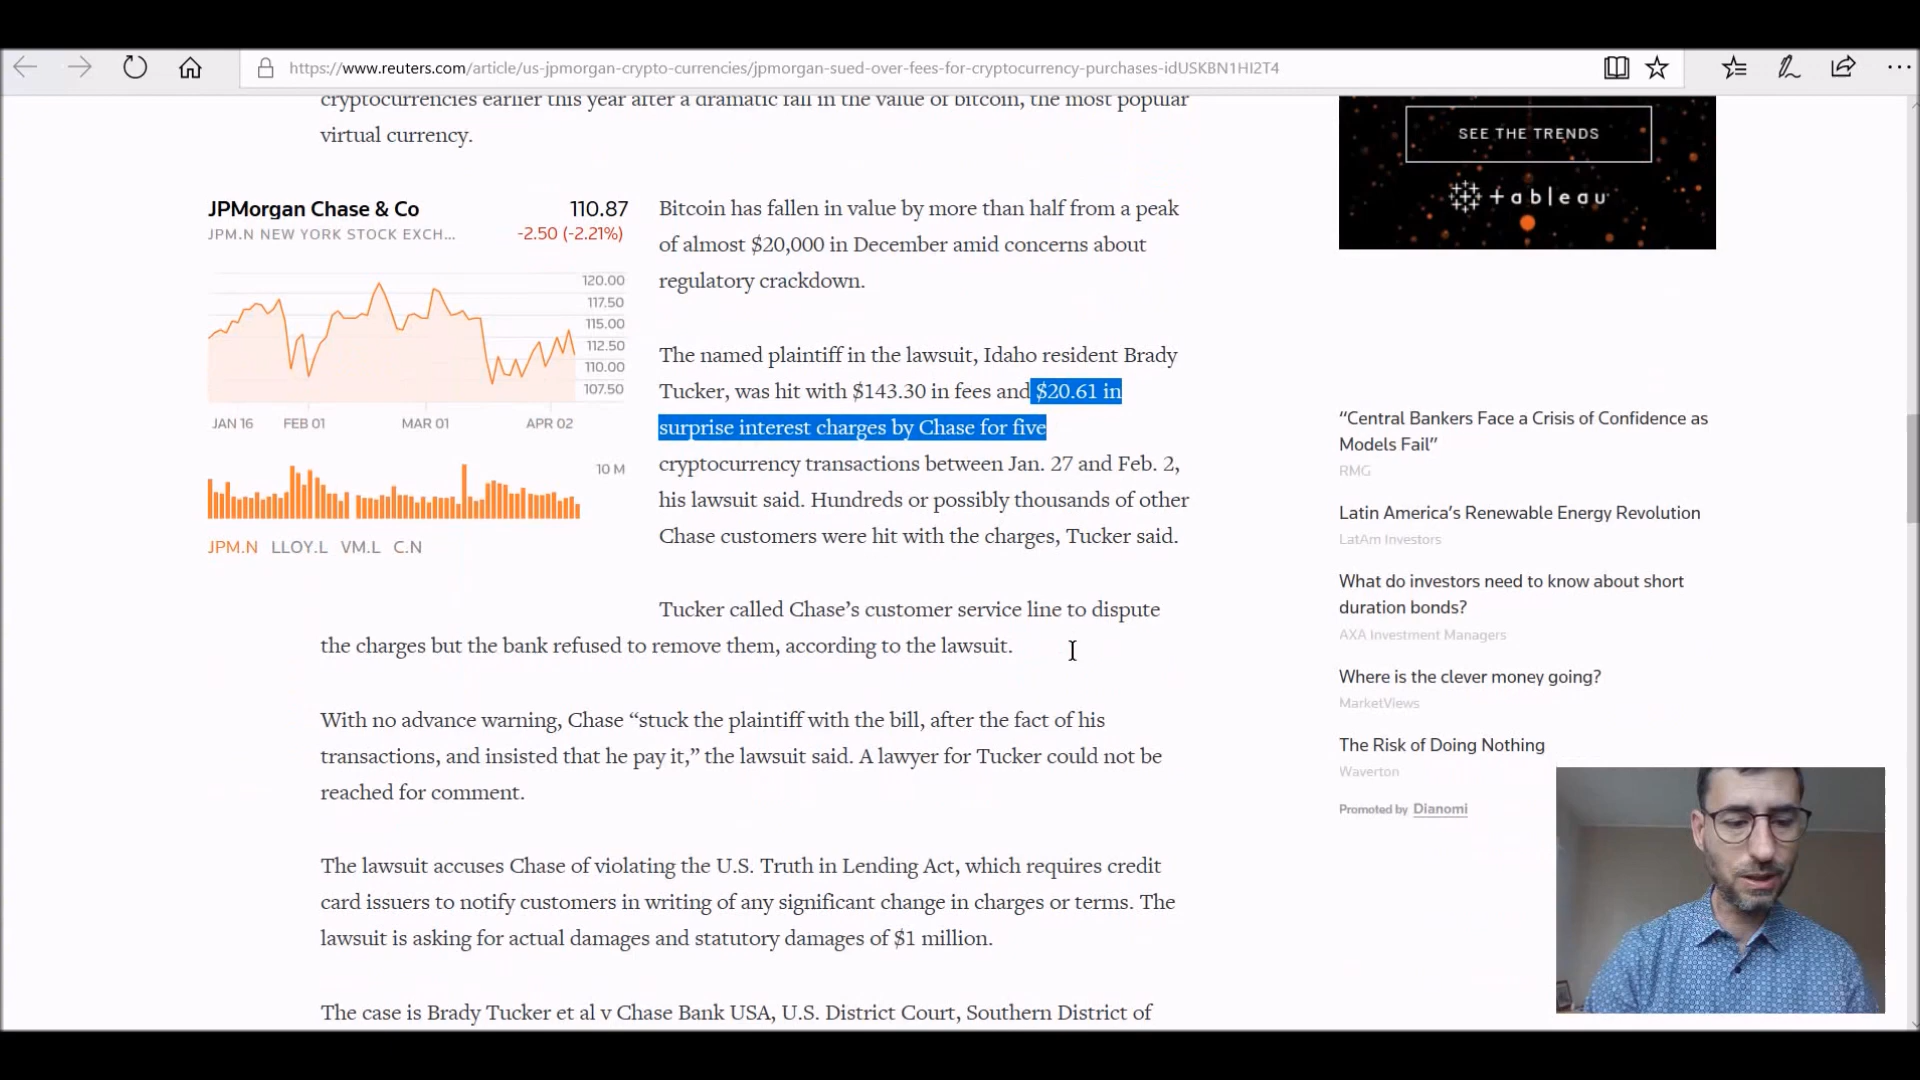 https://www.reuters.com/article/us-jpmorgan-crypto-currencies/jpmorgan-sued-over-fees-for-cryptocurrency-purchases-idUSKBN1HI2T4
cryptocurrencies earlier this year after a dramatic fall in the value of bitcoin, the most popular
virtual currency.
JPMorgan Chase & Co 110.87
JPM.N NEW YORK STOCK EXCH... -2.50 (-2.21%)
120.00
117.50
115.00
112.50
110.00
107.50
JAN 16 FEB 01 MAR 01 APR 02
10 M
JPM.N LLOY.L VM.L C.N
Bitcoin has fallen in value by more than half from a peak
of almost $20,000 in December amid concerns about
regulatory crackdown.
The named plaintiff in the lawsuit, Idaho resident Brady
Tucker, was hit with $143.30 in fees and $20.61 in
surprise interest charges by Chase for five
cryptocurrency transactions between Jan. 27 and Feb. 2,
his lawsuit said. Hundreds or possibly thousands of other
Chase customers were hit with the charges, Tucker said.
Tucker called Chase’s customer service line to dispute
the charges but the bank refused to remove them, according to the lawsuit.
With no advance warning, Chase “stuck the plaintiff with the bill, after the fact of his
transactions, and insisted that he pay it,” the lawsuit said. A lawyer for Tucker could not be
reached for comment.
The lawsuit accuses Chase of violating the U.S. Truth in Lending Act, which requires credit
card issuers to notify customers in writing of any significant change in charges or terms. The
lawsuit is asking for actual damages and statutory damages of $1 million.
The case is Brady Tucker et al v Chase Bank USA, U.S. District Court, Southern District of
SEE THE TRENDS
+ a b l e a u
“Central Bankers Face a Crisis of Confidence as
Models Fail”
RMG
Latin America’s Renewable Energy Revolution
LatAm Investors
What do investors need to know about short
duration bonds?
AXA Investment Managers
Where is the clever money going?
MarketViews
The Risk of Doing Nothing
Waverton
Promoted by Dianomi